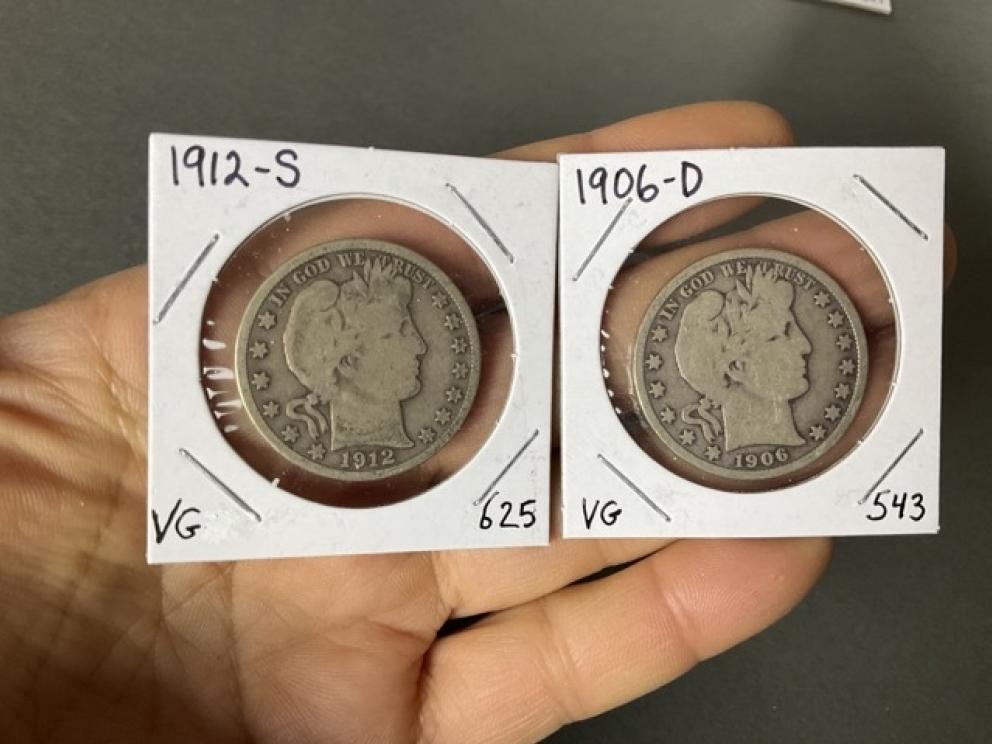 1912-S
IN GOD WE TRUST
1912
VG
625
1906-D
IN GOD WE TRUST
1906
VG
543